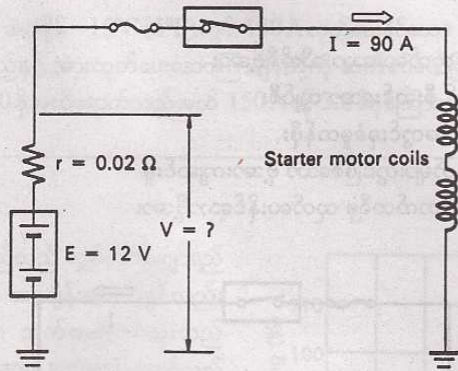 I = 90 A
r = 0.02 Ω
Starter motor coils
V = ?
E = 12 V